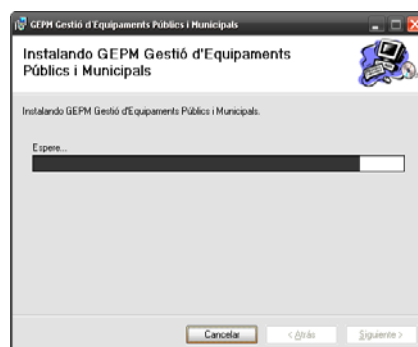 GEPM Gestió d'Equipaments Públics i Municipals
Instalando GEPM Gestió d'Equipaments
Públics i Municipals
Instalando GEPM Gestió d'Equipaments Públics i Municipals.
Espere...
Cancelar
< Atrás
Siguiente >